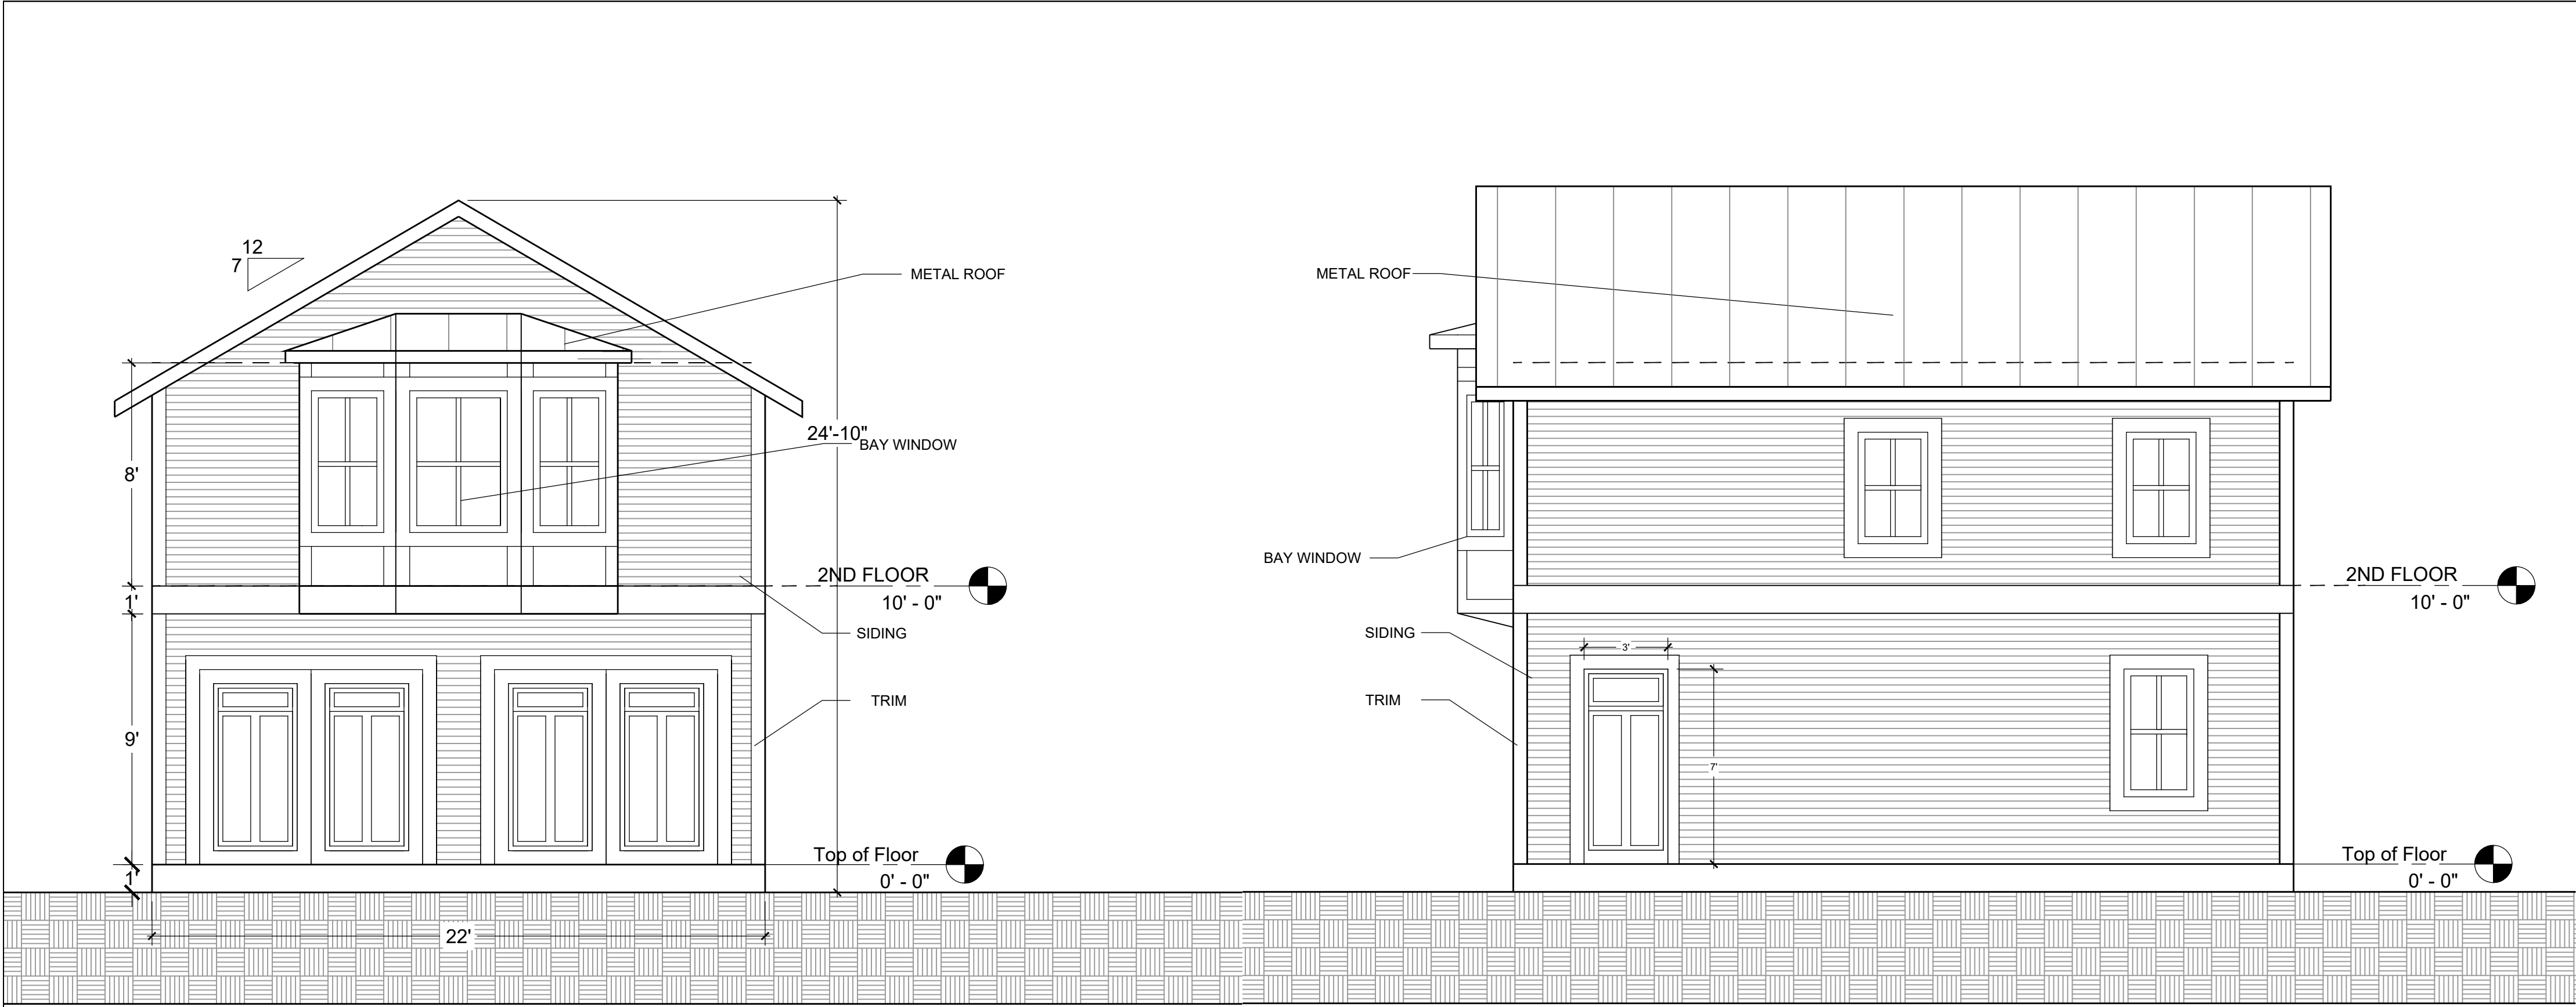 12
7
METAL ROOF
24'-10"
BAY WINDOW
8'
2ND FLOOR
10' - 0"
1'
SIDING
TRIM
9'
Top of Floor
0' - 0"
1'
22'
METAL ROOF
BAY WINDOW
2ND FLOOR
10' - 0"
SIDING
3'
TRIM
7'
Top of Floor
0' - 0"